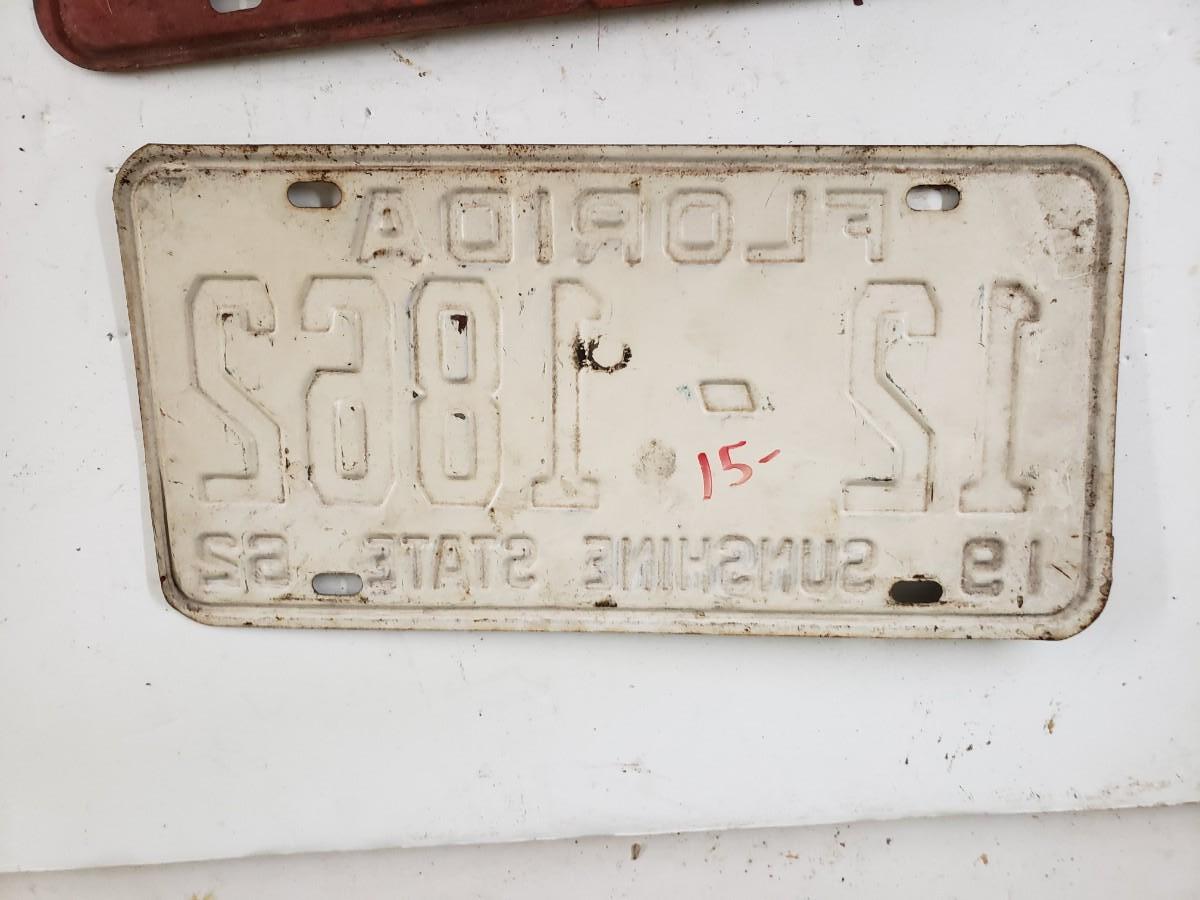 FLORIDA
12 - 1862
15-
19 SUNSHINE STATE 62